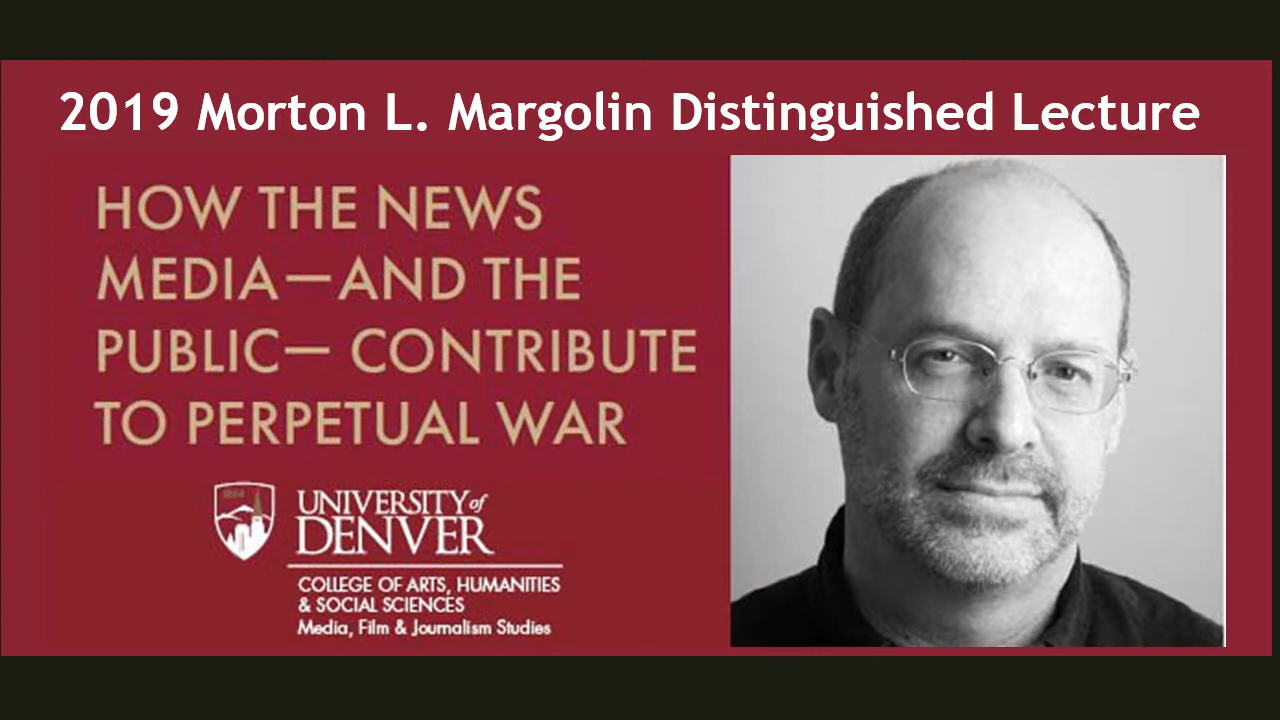 2019 Morton L. Margolin Distinguished Lecture
HOW THE NEWS
MEDIA—AND THE
PUBLIC— CONTRIBUTE
TO PERPETUAL WAR
1864
UNIVERSITY of
DENVER
COLLEGE OF ARTS, HUMANITIES
& SOCIAL SCIENCES
Media, Film & Journalism Studies